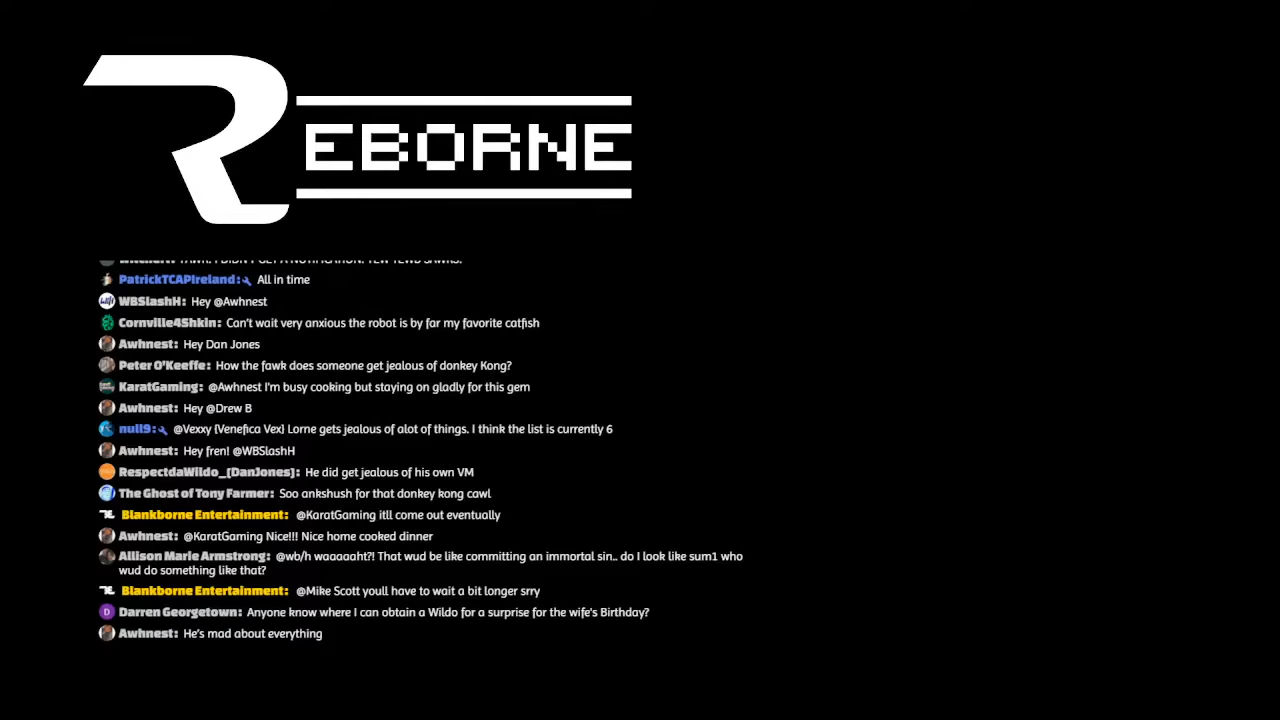 REBORNE
PatrickTCAPIreland: All in time
WBSlashH: Hey @Awhnest
Cornville4Shkin: Can't wait very anxious the robot is by far my favorite catfish
Awhnest: Hey Dan Jones
Peter O'Keeffe: How the fawk does someone get jealous of donkey Kong?
KaratGaming: @Awhnest I'm busy cooking but staying on gladly for this gem
Awhnest: Hey @Drew B
null9: @Vexxy {Venefica Vex} Lorne gets jealous of alot of things. I think the list is currently 6
Awhnest: Hey fren! @WBSlashH
RespectdaWildo_[DanJones]: He did get jealous of his own VM
The Ghost of Tony Farmer: Soo ankshush for that donkey kong cawl
Blankborne Entertainment: @KaratGaming itll come out eventually
Awhnest: @KaratGaming Nice!!! Nice home cooked dinner
Allison Marie Armstrong: @wb/h waaaaaht?! That wud be like committing an immortal sin.. do I look like sum1 who
wud do something like that?
Blankborne Entertainment: @Mike Scott youll have to wait a bit longer srry
D Darren Georgetown: Anyone know where I can obtain a Wildo for a surprise for the wife's Birthday?
Awhnest: He's mad about everything